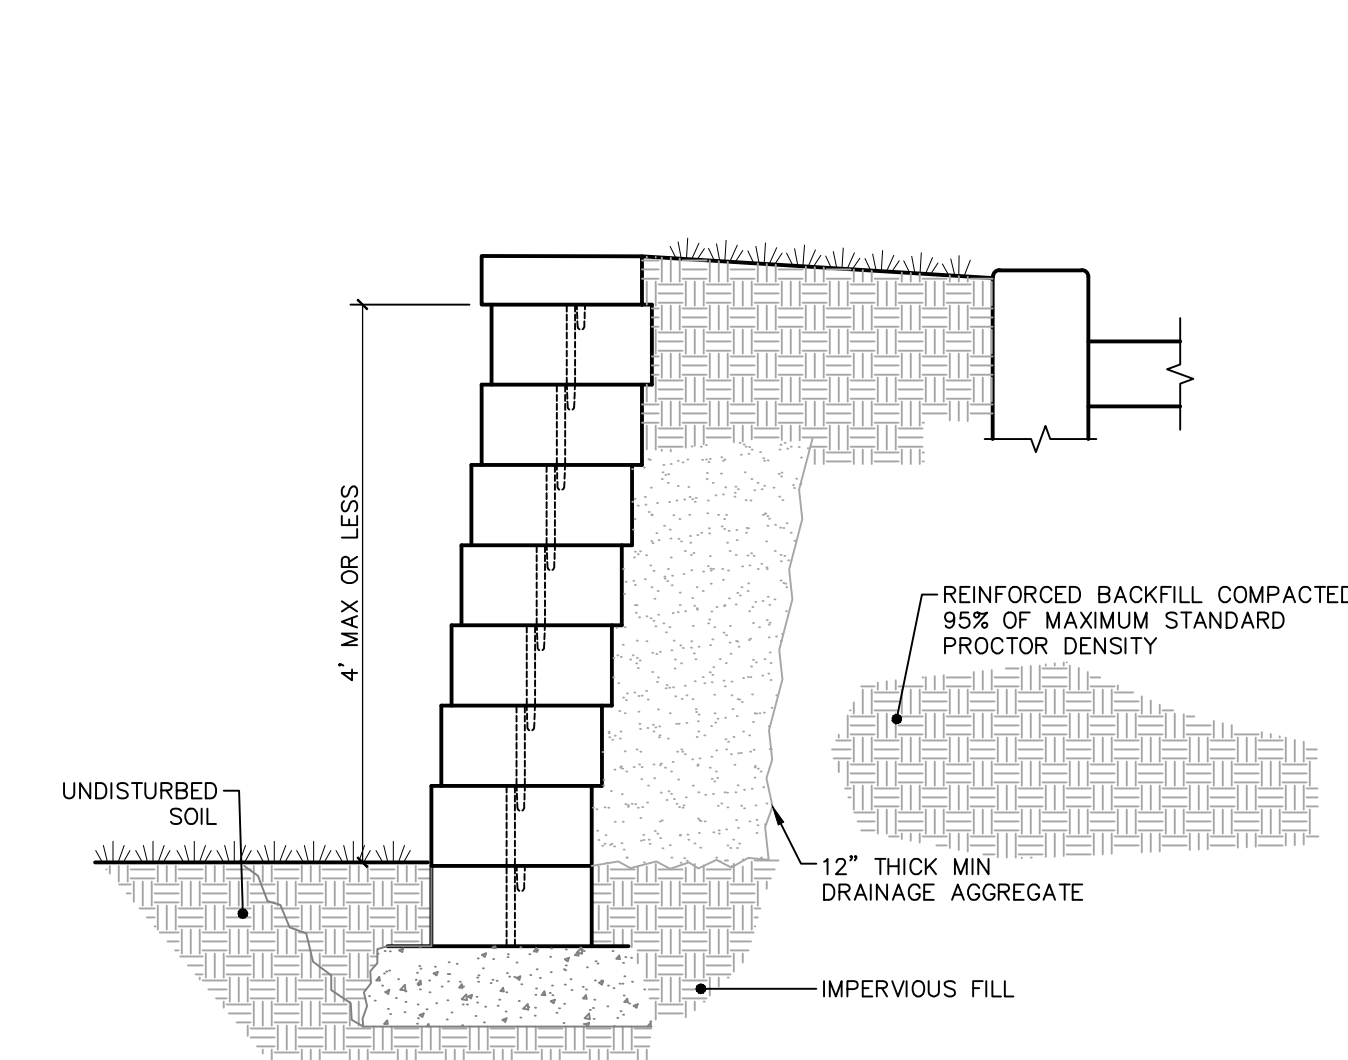 4' MAX OR LESS
REINFORCED BACKFILL COMPACTED
95% OF MAXIMUM STANDARD
PROCTOR DENSITY
UNDISTURBED
SOIL
12" THICK MIN
DRAINAGE AGGREGATE
IMPERVIOUS FILL